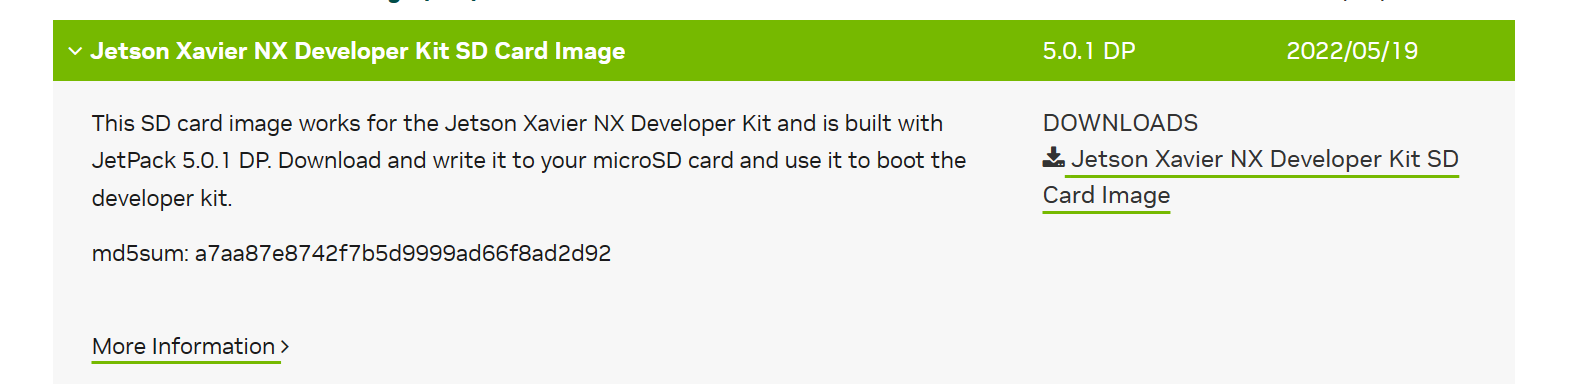 Jetson Xavier NX Developer Kit SD Card Image 5.0.1 DP 2022/05/19
This SD card image works for the Jetson Xavier NX Developer Kit and is built with
JetPack 5.0.1 DP. Download and write it to your microSD card and use it to boot the
developer kit.
md5sum: a7aa87e8742f7b5d9999ad66f8ad2d92
More Information
DOWNLOADS
Jetson Xavier NX Developer Kit SD
Card Image